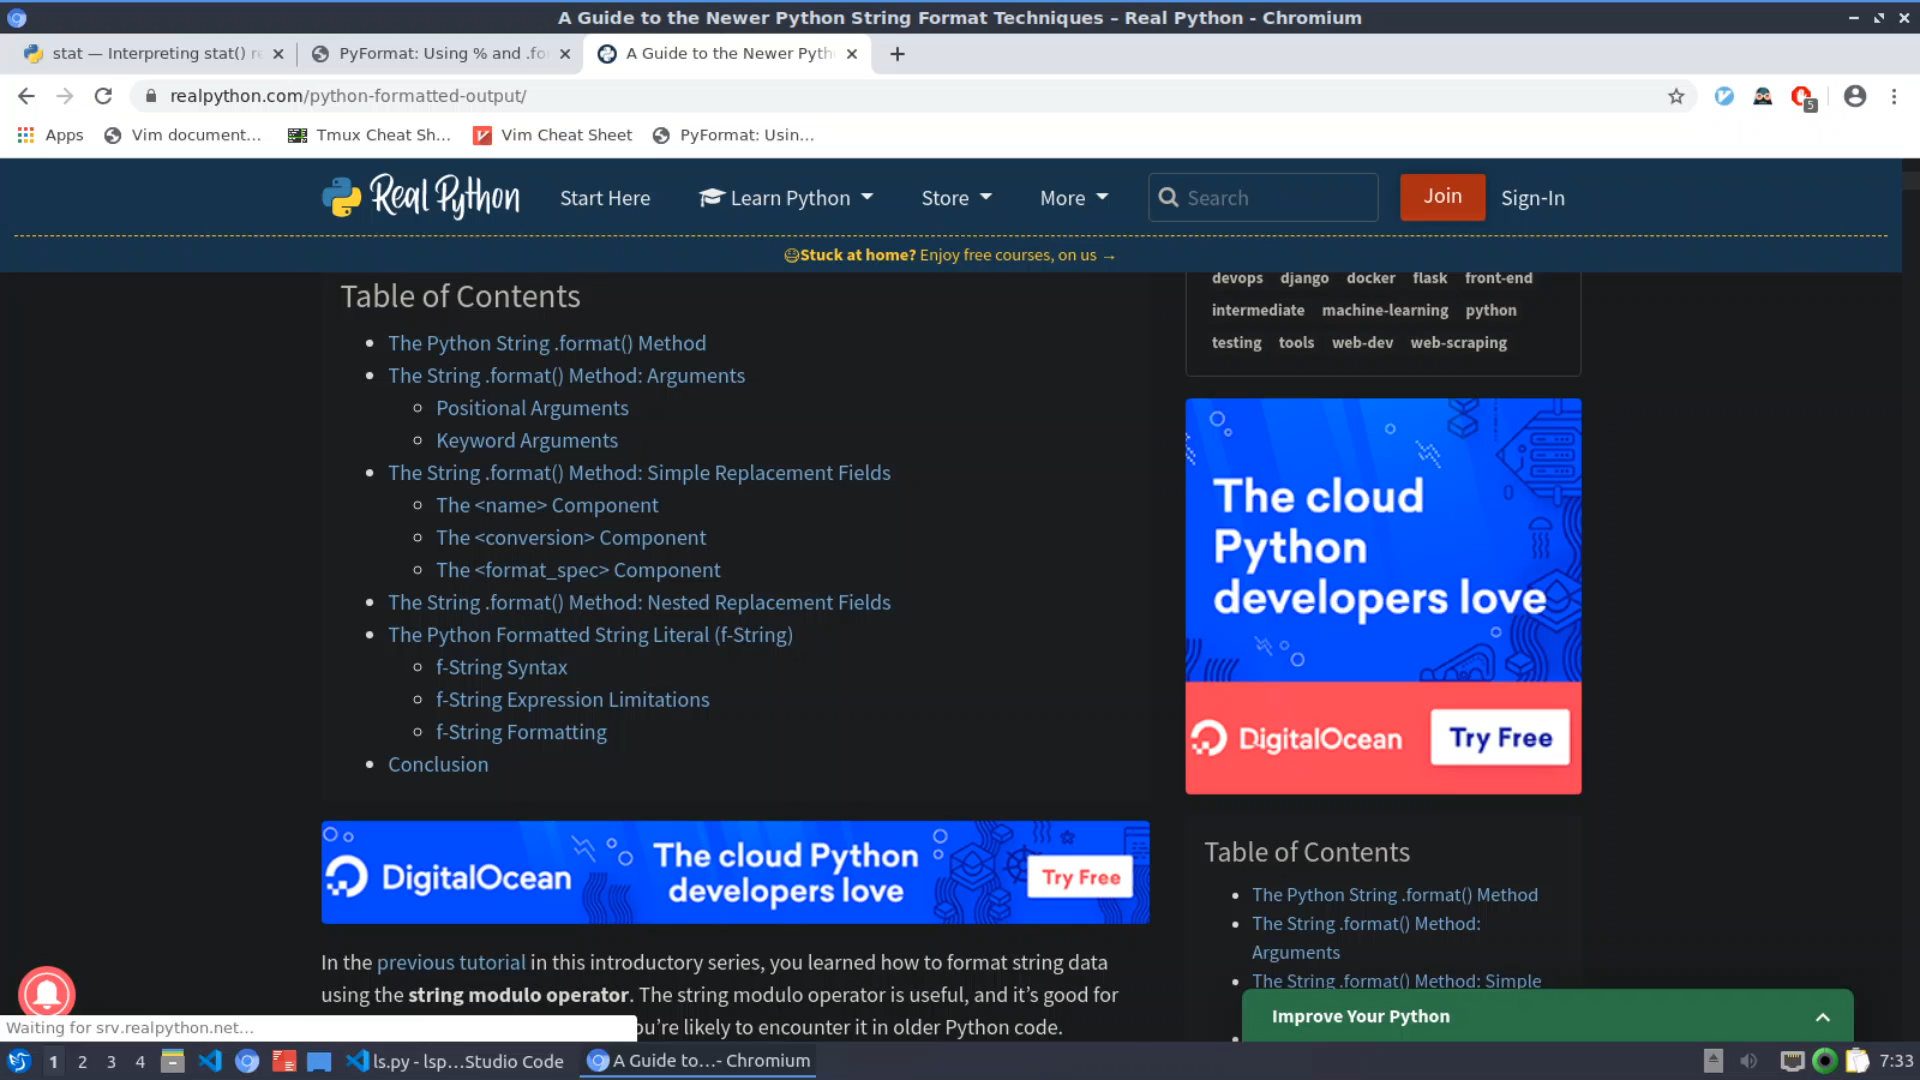 A Guide to the Newer Python String Format Techniques – Real Python - Chromium
stat — Interpreting stat() re
PyFormat: Using % and .fo
A Guide to the Newer Pyth
realpython.com/python-formatted-output/
5
Apps
Vim document...
Tmux Cheat Sh...
Vim Cheat Sheet
PyFormat: Usin...
Real Python
Start Here
Learn Python
Store
More
Search
Join
Sign-In
Stuck at home? Enjoy free courses, on us →
Table of Contents
The Python String .format() Method
The String .format() Method: Arguments
Positional Arguments
Keyword Arguments
The String .format() Method: Simple Replacement Fields
The <name> Component
The <conversion> Component
The <format_spec> Component
The String .format() Method: Nested Replacement Fields
The Python Formatted String Literal (f-String)
f-String Syntax
f-String Expression Limitations
f-String Formatting
Conclusion
devops django docker flask front-end
intermediate machine-learning python
testing tools web-dev web-scraping
The cloud
Python
developers love
DigitalOcean
Try Free
DigitalOcean
The cloud Python
developers love
Try Free
Table of Contents
The Python String .format() Method
The String .format() Method:
Arguments
The String .format() Method: Simple
In the previous tutorial in this introductory series, you learned how to format string data
using the string modulo operator. The string modulo operator is useful, and it's good for
ou're likely to encounter it in older Python code.
Improve Your Python
Waiting for srv.realpython.net...
1 2 3 4
ls.py - lsp...Studio Code
A Guide to...- Chromium
7:33